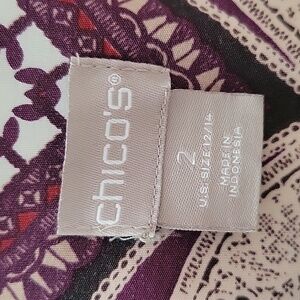 chico's®
2
U.S. SIZE 12/14
MADE IN
INDONESIA